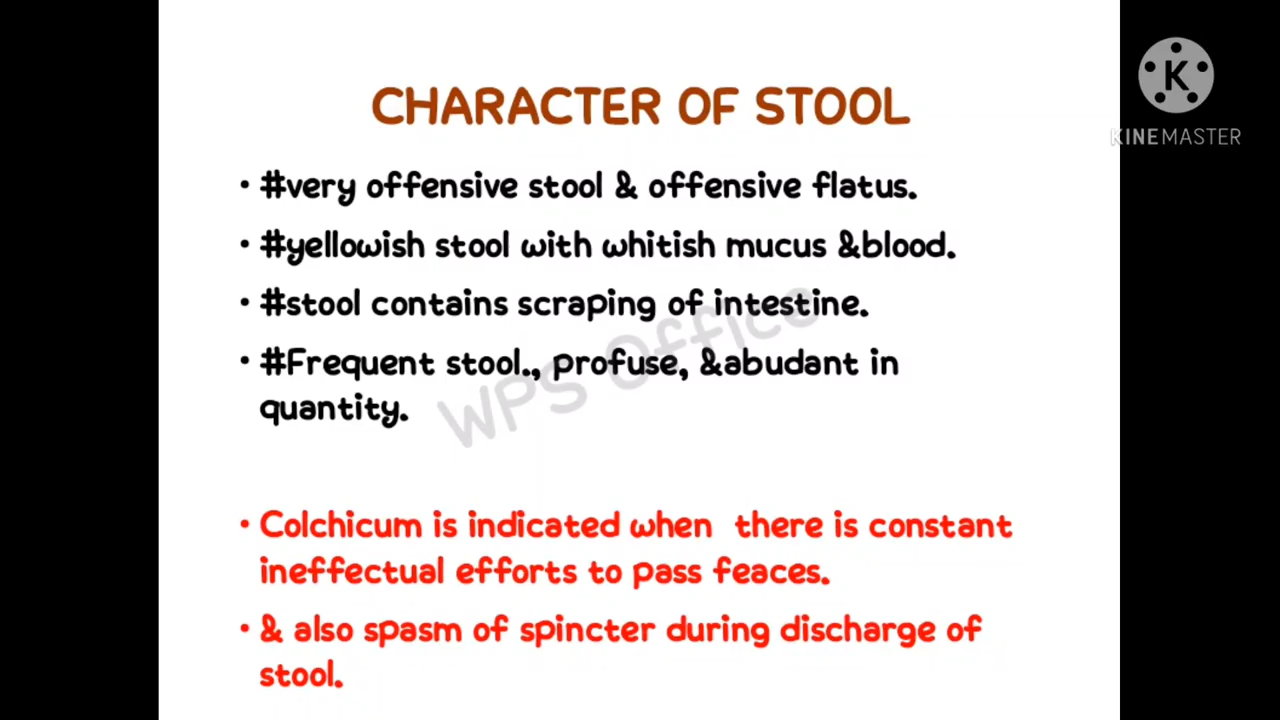 CHARACTER OF STOOL
K
KINEMASTER
• #very offensive stool & offensive flatus.
• #yellowish stool with whitish mucus &blood.
• #stool contains scraping of intestine.
• #Frequent stool., profuse, &abudant in
quantity.
WPS Office
• Colchicum is indicated when there is constant
ineffectual efforts to pass feaces.
• & also spasm of spincter during discharge of
stool.